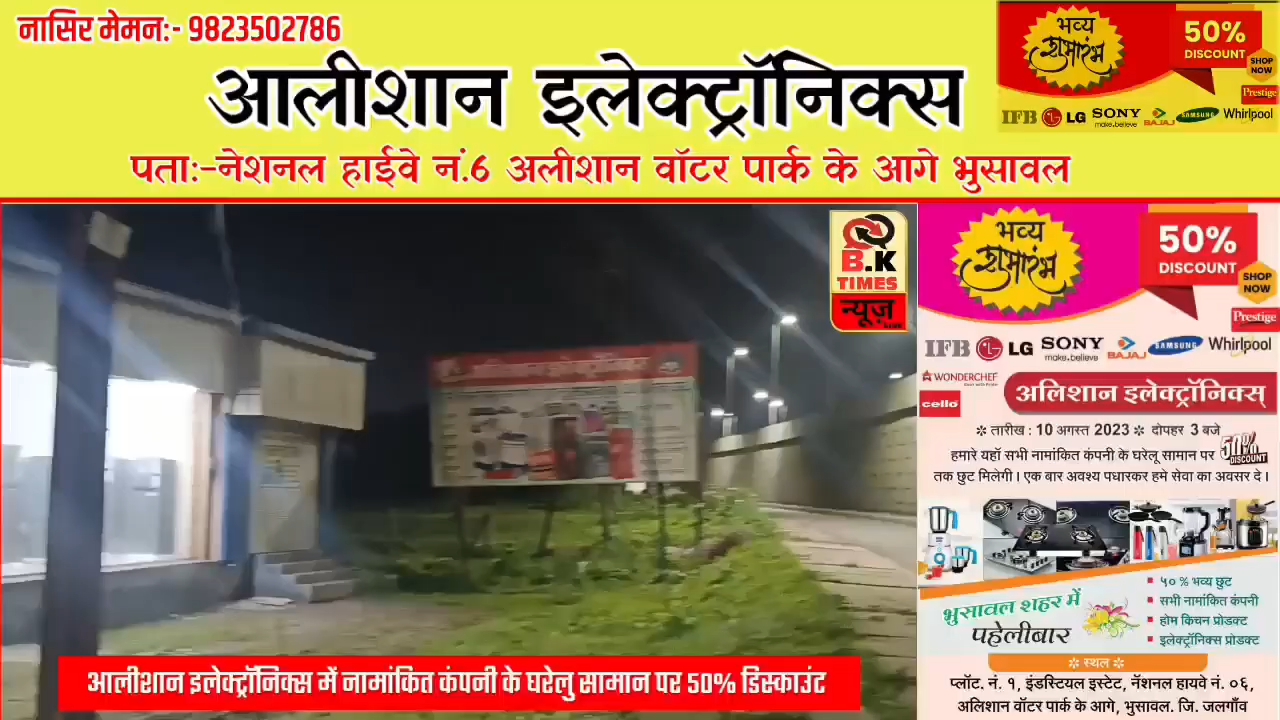 नासिर मेमन:- 9823502786
आलीशान इलेक्ट्रॉनिक्स
पताः-नेशनल हाईवे नं.6 अलीशान वॉटर पार्क के आगे भुसावल
भव्य
शुभारंभ
50%
DISCOUNT
SHOP
NOW
Prestige
IFB LG SONY BAJAJ SAMSUNG Whirlpool
make.believe
B.K
TIMES
न्यूज़
भव्य
शुभारंभ
50%
DISCOUNT
SHOP
NOW
Prestige
IFB LG SONY BAJAJ SAMSUNG Whirlpool
make.believe
WONDERCHEF
cello
अलिशान इलेक्ट्रॉनिक्स्
तारीख : 10 अगस्त 2023 दोपहर 3 बजे
हमारे यहाँ सभी नामांकित कंपनी के घरेलू सामान पर 50% DISCOUNT
तक छुट मिलेगी। एक बार अवश्य पधारकर हमे सेवा का अवसर दे।
भुसावल शहर में
पहेलीबार
५० % भव्य छुट
सभी नामांकित कंपनी
होम किचन प्रोडक्ट
इलेक्ट्रॉनिक्स प्रोडक्ट
स्थल
प्लॉट. नं. १, इंडस्टियल इस्टेट, नॅशनल हायवे नं. ०६,
अलिशान वॉटर पार्क के आगे, भुसावल. जि. जलगाँव
आलीशान इलेक्ट्रॉनिक्स में नामांकित कंपनी के घरेलु सामान पर 50% डिस्काउंट